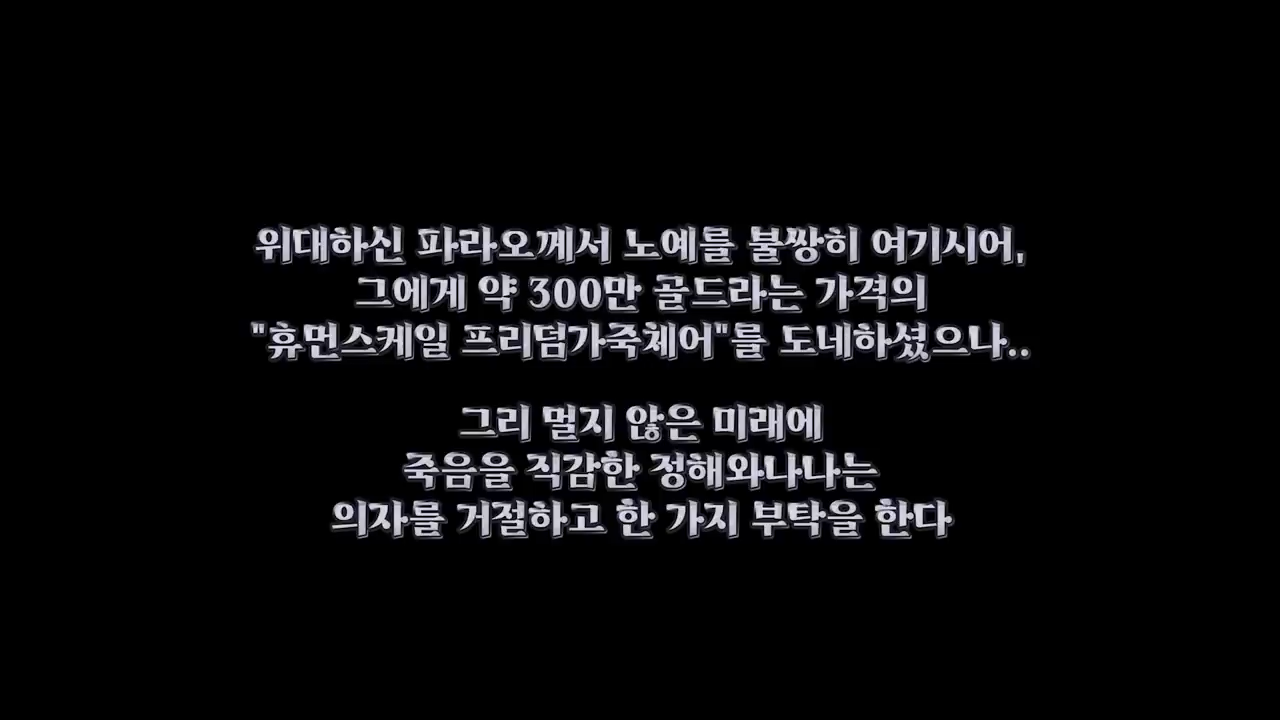 위대하신 파라오께서 노예를 불쌍히 여기시어,
그에게 약 300만 골드라는 가격의
"휴먼스케일 프리덤가죽체어"를 도네하셨으나..
그리 멀지 않은 미래에
죽음을 직감한 정해와나나는
의자를 거절하고 한 가지 부탁을 한다